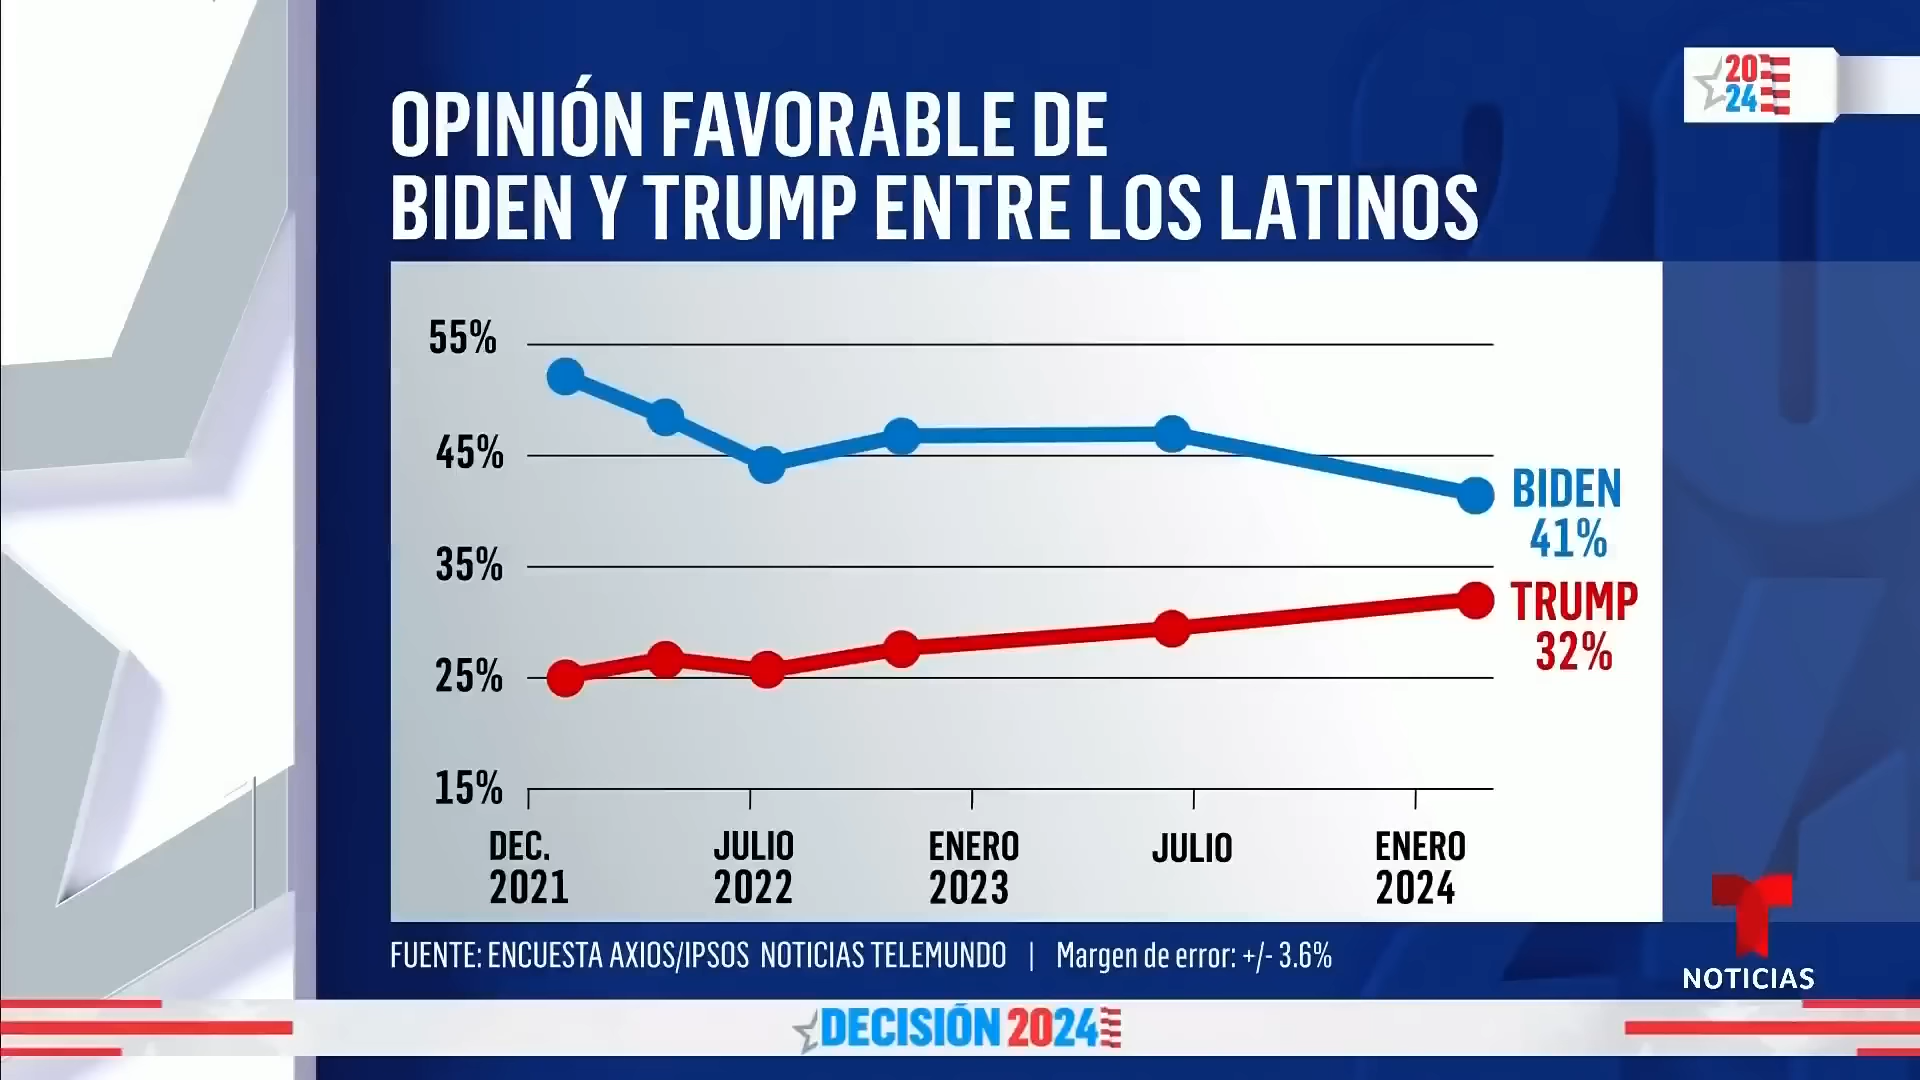 20
24
OPINIÓN FAVORABLE DE
BIDEN Y TRUMP ENTRE LOS LATINOS
55%
45%
35%
25%
15%
BIDEN
41%
TRUMP
32%
DEC.
2021
JULIO
2022
ENERO
2023
JULIO
ENERO
2024
FUENTE: ENCUESTA AXIOS/IPSOS NOTICIAS TELEMUNDO | Margen de error: +/- 3.6%
NOTICIAS
DECISIÓN 2024